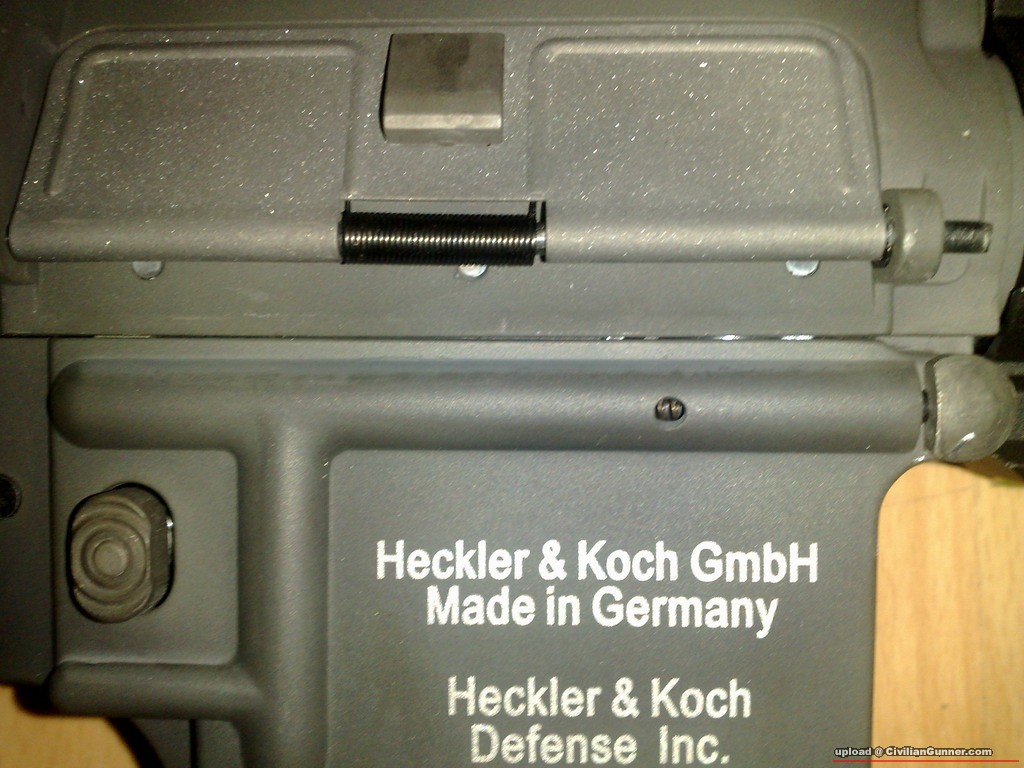 Heckler & Koch GmbH
Made in Germany
Heckler & Koch
Defense Inc.
upload @ CivilianGunner.com